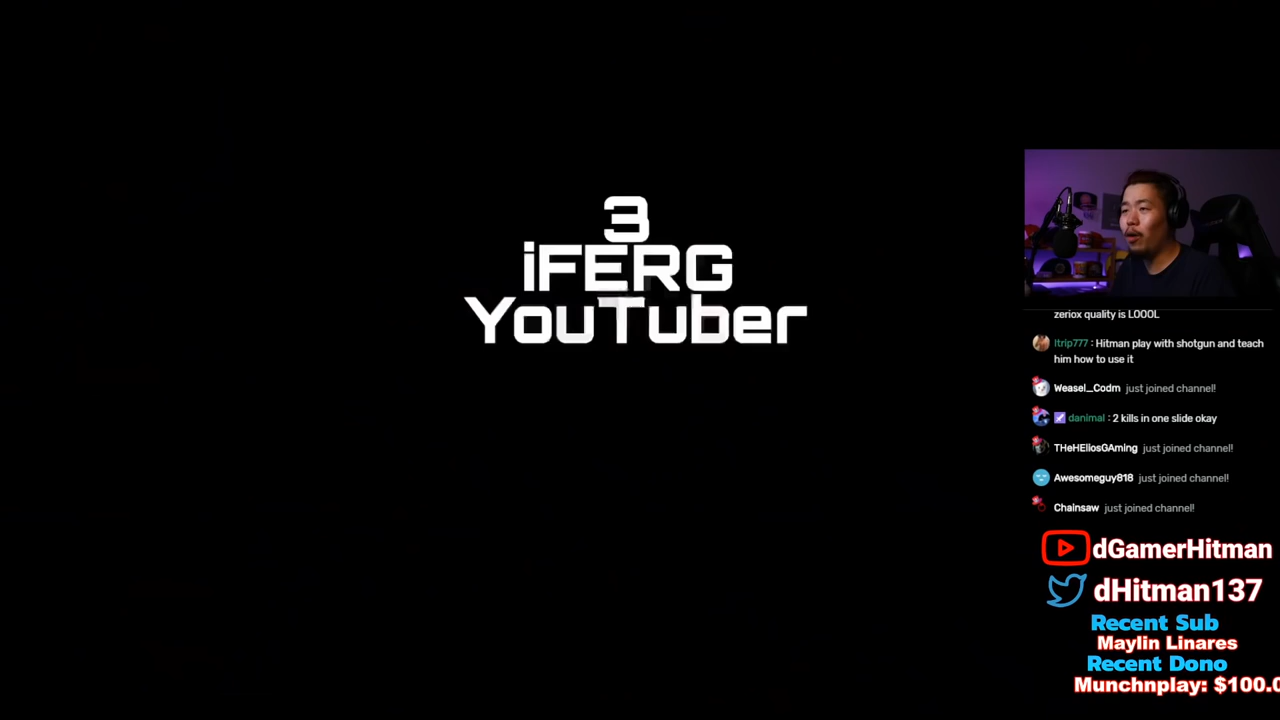 3
iFERG
YouTuber
zeriox quality is LOOOL
ltrip777 : Hitman play with shotgun and teach
him how to use it
Weasel_Codm just joined channel!
danimal : 2 kills in one slide okay
THeHEliosGAming just joined channel!
Awesomeguy818 just joined channel!
Chainsaw just joined channel!
dGamerHitman
dHitman137
Recent Sub
Maylin Linares
Recent Dono
Munchnplay: $100.0